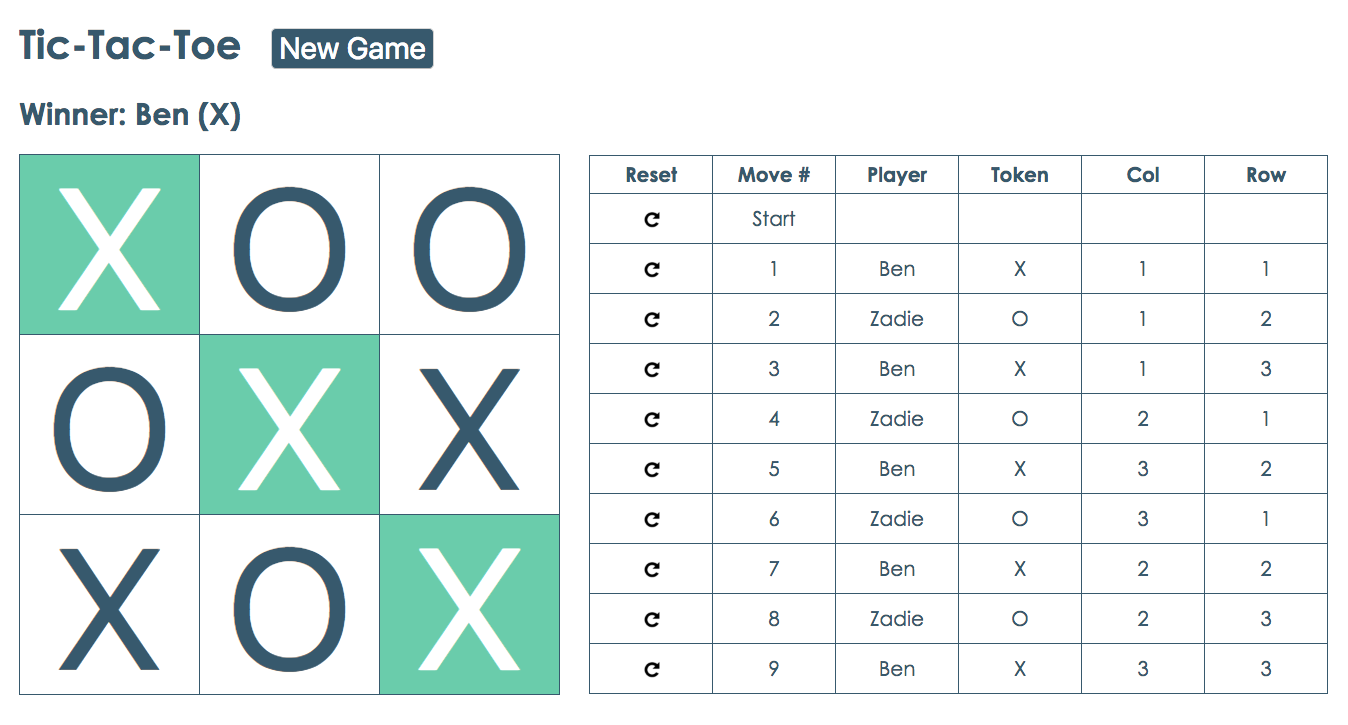 Tic-Tac-Toe New Game
Winner: Ben (X)
X O O
O X X
X O X
Reset Move # Player Token Col Row
Start
1 Ben X 1 1
2 Zadie O 1 2
3 Ben X 1 3
4 Zadie O 2 1
5 Ben X 3 2
6 Zadie O 3 1
7 Ben X 2 2
8 Zadie O 2 3
9 Ben X 3 3